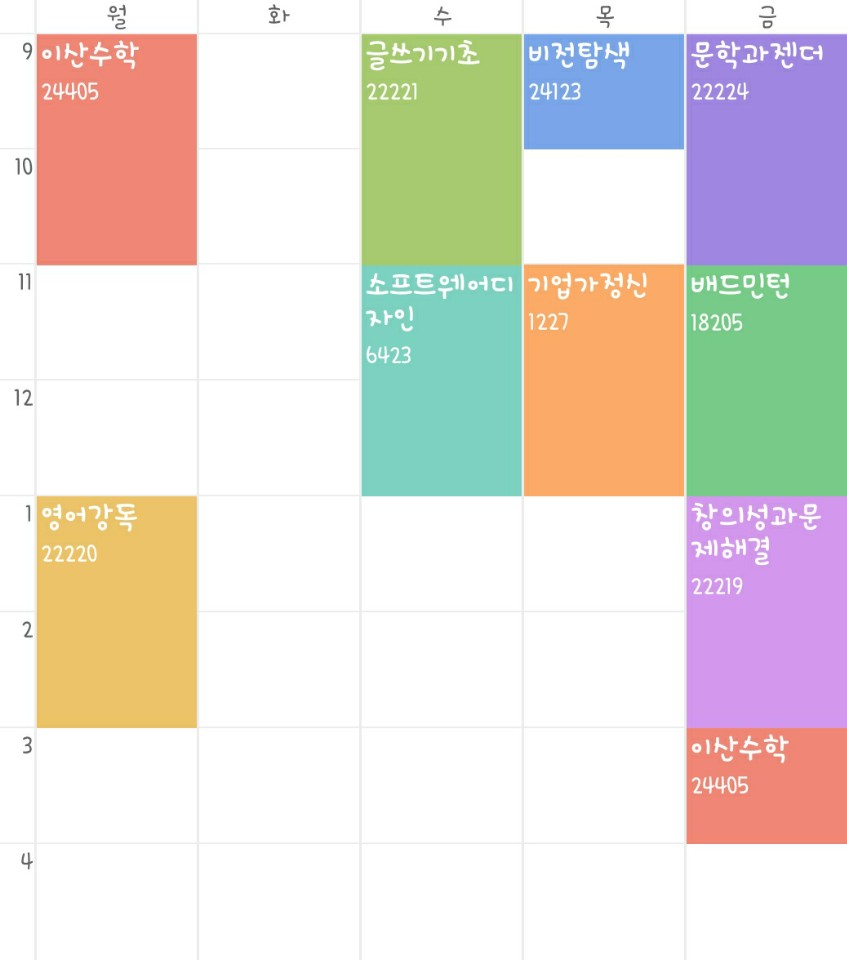 월 화 수 목 금
9
이산수학
24405
글쓰기기초
22221
비전탐색
24123
문학과젠더
22224
10
11
소프트웨어디
자인
6423
기업가정신
1227
배드민턴
18205
12
1
영어강독
22220
창의성과문
제해결
22219
2
3
이산수학
24405
4